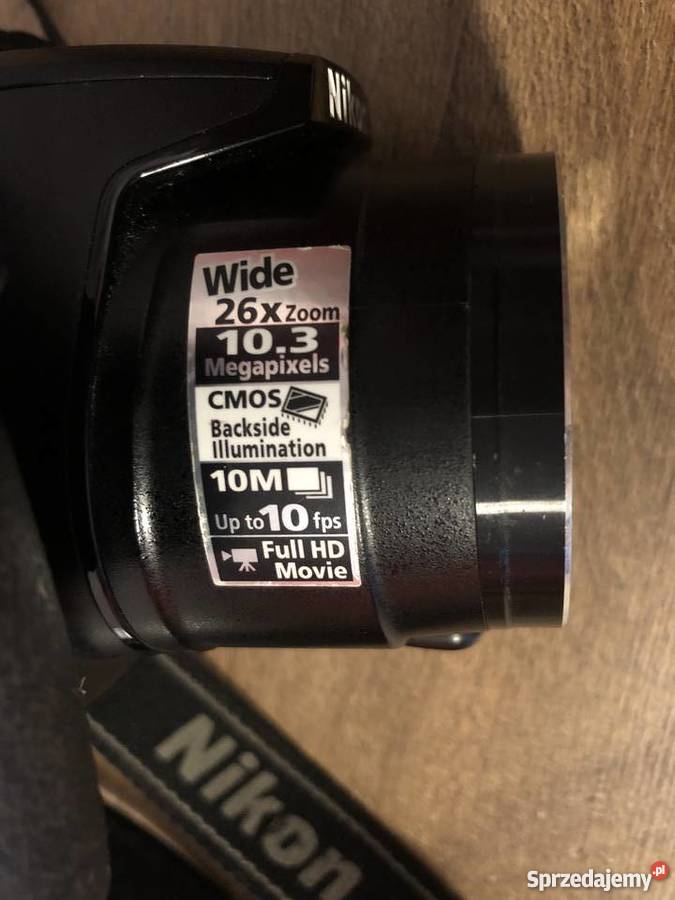 Nikon
Wide
26x Zoom
10.3
Megapixels
CMOS
Backside
Illumination
10M
Up to 10 fps
Full HD
Movie
Nikon
Sprzedajemy.pl